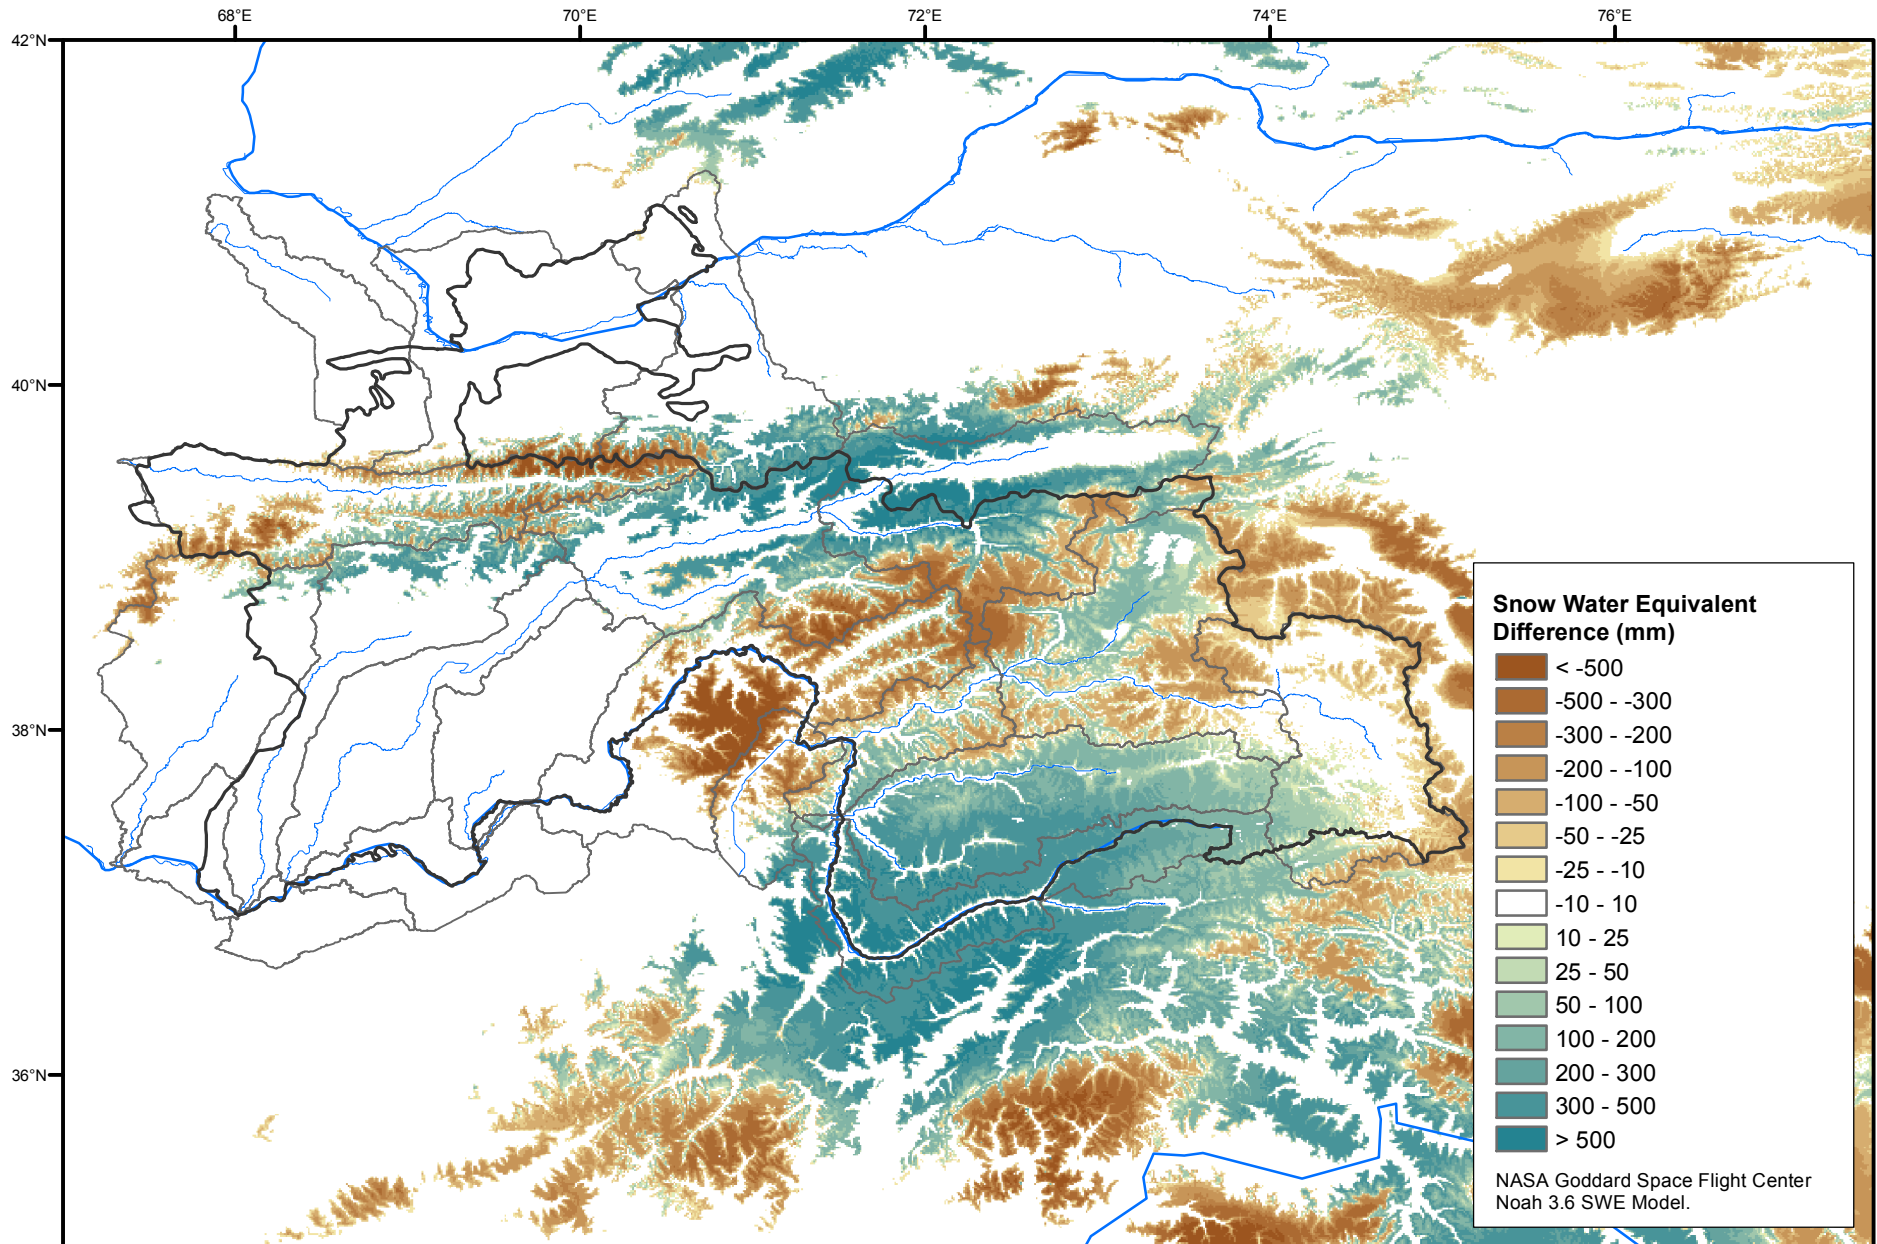 68°E 70°E 72°E 74°E 76°E
42°N
40°N
38°N
36°N
Snow Water Equivalent
Difference (mm)
< -500
-500 - -300
-300 - -200
-200 - -100
-100 - -50
-50 - -25
-25 - -10
-10 - 10
10 - 25
25 - 50
50 - 100
100 - 200
200 - 300
300 - 500
> 500
NASA Goddard Space Flight Center
Noah 3.6 SWE Model.